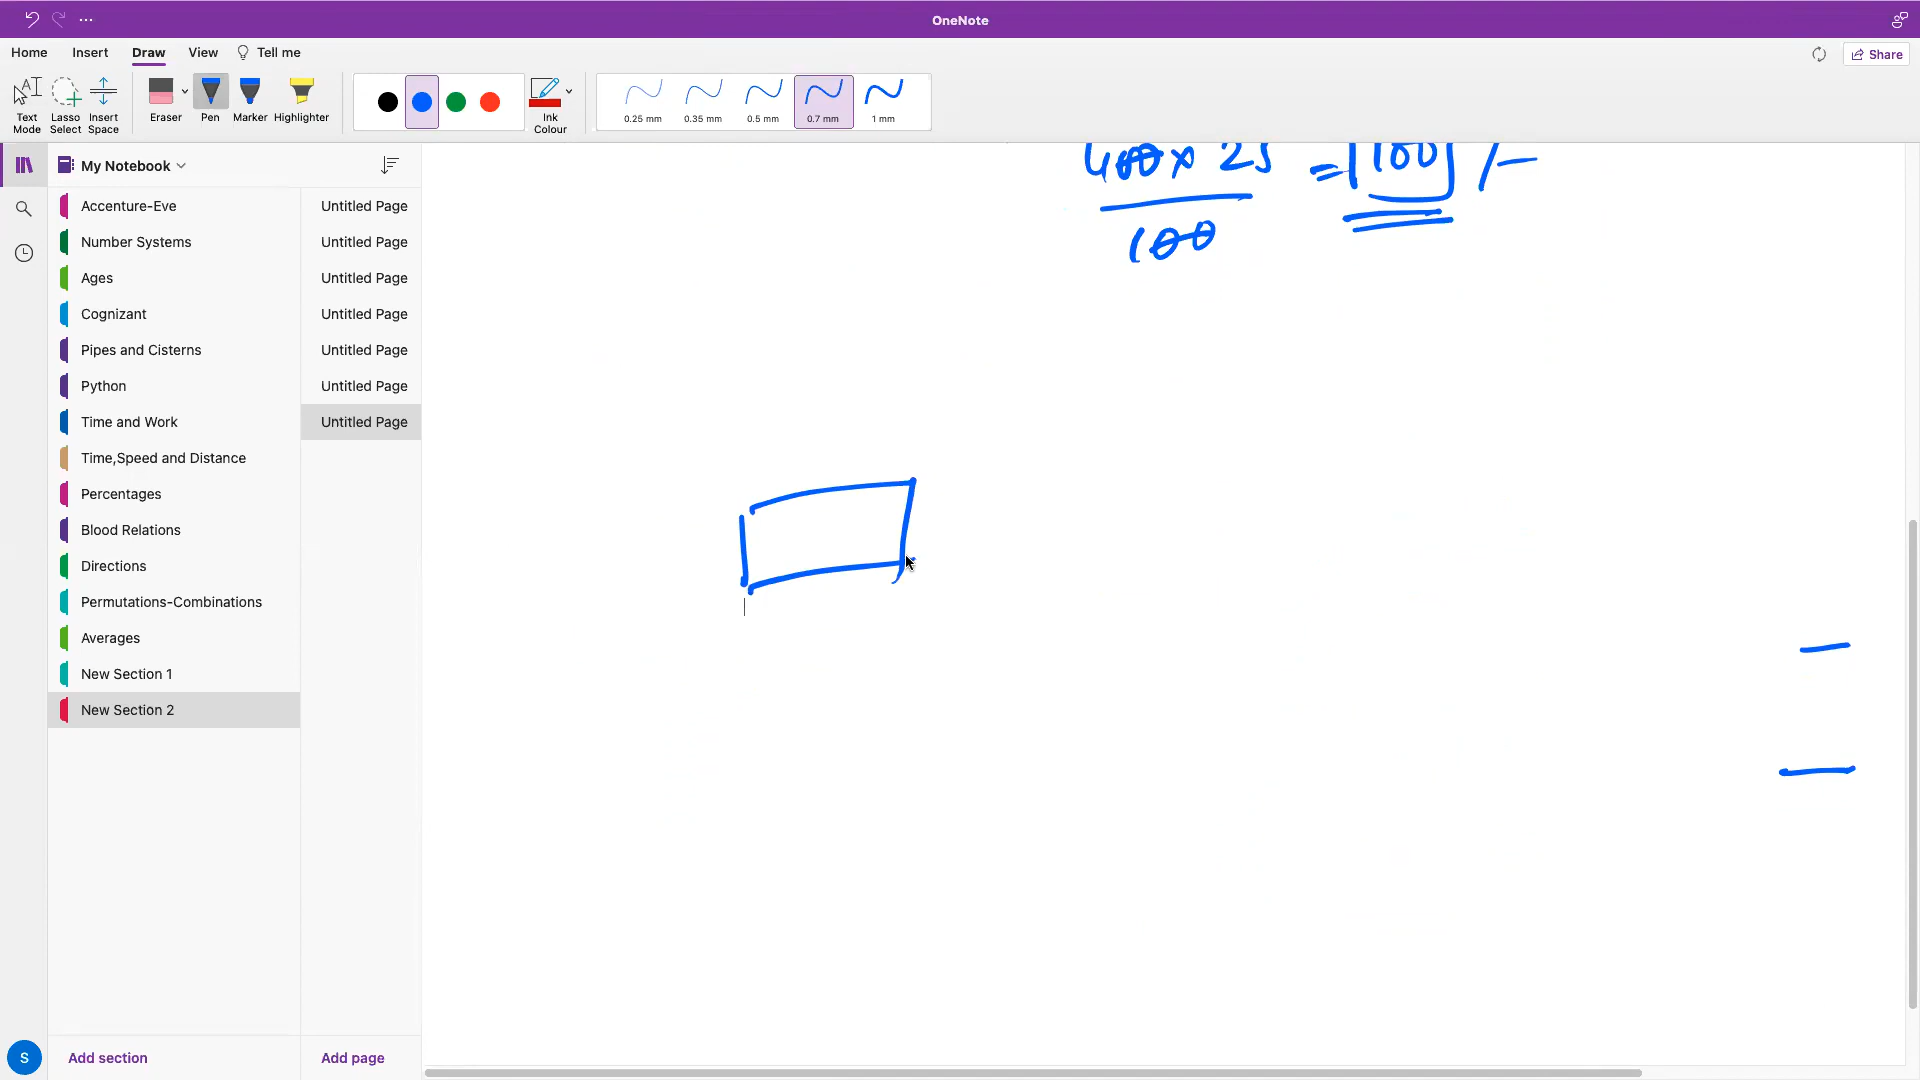 OneNote
Home Insert Draw View Tell me
Share
Text Mode
Lasso Select
Insert Space
Eraser
Pen
Marker
Highlighter
Ink Colour
0.25 mm
0.35 mm
0.5 mm
0.7 mm
1 mm
My Notebook
Accenture-Eve
Number Systems
Ages
Cognizant
Pipes and Cisterns
Python
Time and Work
Time,Speed and Distance
Percentages
Blood Relations
Directions
Permutations-Combinations
Averages
New Section 1
New Section 2
Untitled Page
Untitled Page
Untitled Page
Untitled Page
Untitled Page
Untitled Page
Untitled Page
400 x 25 = 100 /-
100
S
Add section
Add page